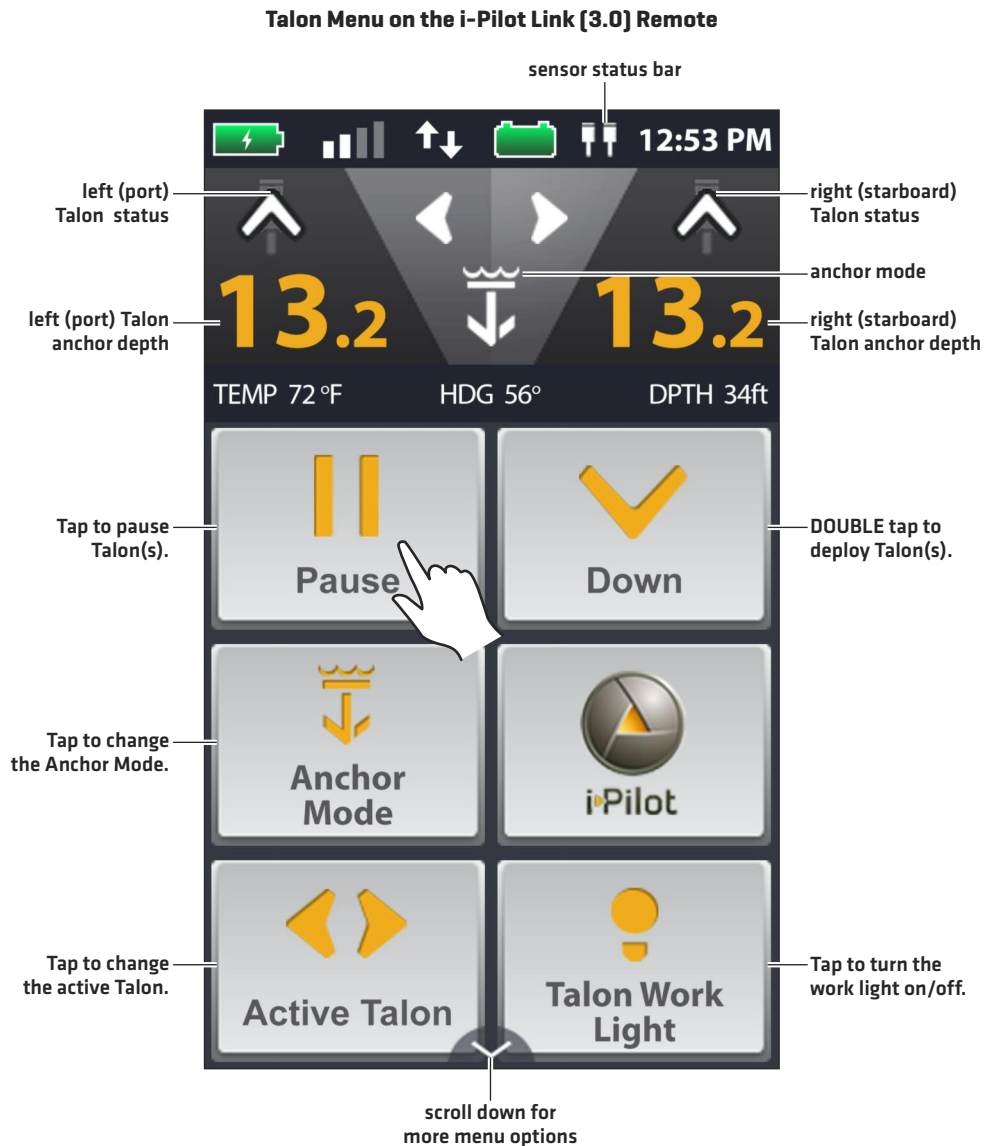 Talon Menu on the i-Pilot Link (3.0) Remote
sensor status bar
12:53 PM
left (port)
Talon status
right (starboard)
Talon status
anchor mode
13.2
13.2
left (port) Talon
anchor depth
right (starboard)
Talon anchor depth
TEMP 72 °F
HDG 56°
DPTH 34ft
Tap to pause
Talon(s).
Pause
Down
DOUBLE tap to
deploy Talon(s).
Tap to change
the Anchor Mode.
Anchor
Mode
i-Pilot
Tap to change
the active Talon.
Active Talon
Talon Work
Light
Tap to turn the
work light on/off.
scroll down for
more menu options